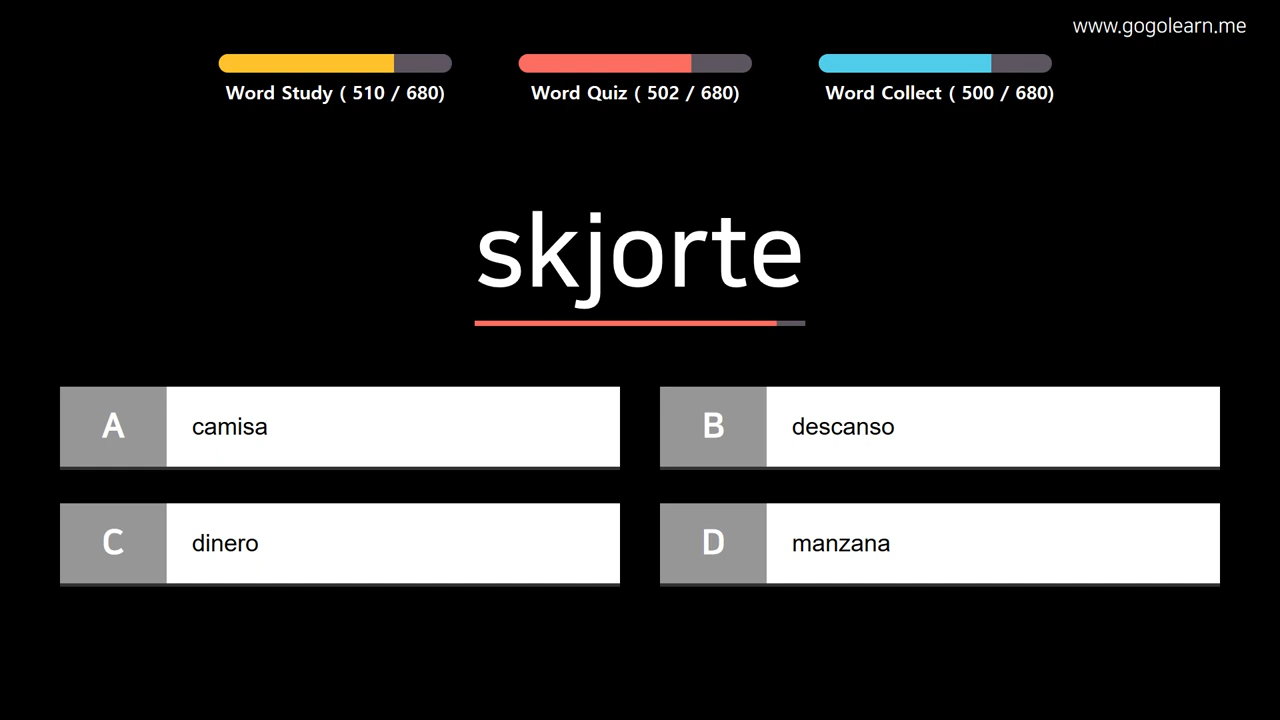 www.gogolearn.me
Word Study ( 510 / 680)
Word Quiz ( 502 / 680)
Word Collect ( 500 / 680)
skjorte
A camisa
B descanso
C dinero
D manzana